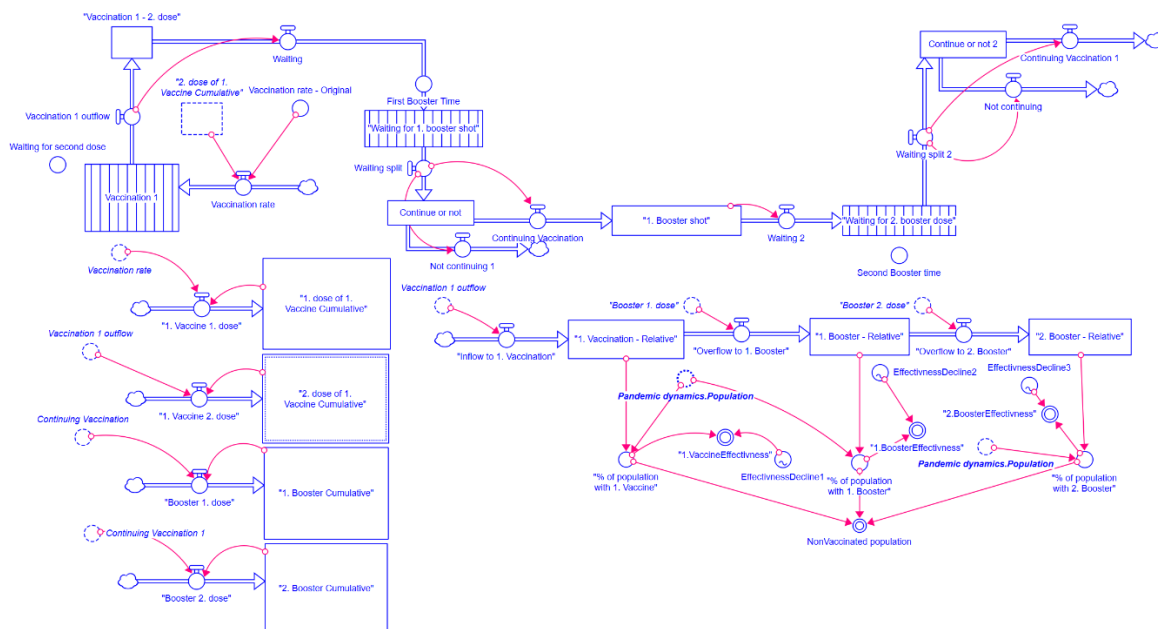 "Vaccination 1 - 2. dose"
Waiting
"2. dose of 1.
Vaccine Cumulative"
Vaccination rate - Original
Vaccination 1 outflow
Waiting for second dose
Vaccination 1
Vaccination rate
First Booster Time
"Waiting for 1. booster shot"
Waiting split
Continue or not
Continuing Vaccination
Not continuing 1
"1. Booster shot"
Waiting 2
"Waiting for 2. booster dose"
Second Booster time
Waiting split 2
Continue or not 2
Continuing Vaccination 1
Not continuing
Vaccination rate
"1. Vaccine 1. dose"
"1. dose of 1.
Vaccine Cumulative"
Vaccination 1 outflow
"1. Vaccine 2. dose"
"2. dose of 1.
Vaccine Cumulative"
Continuing Vaccination
"Booster 1. dose"
"1. Booster Cumulative"
Continuing Vaccination 1
"Booster 2. dose"
"2. Booster Cumulative"
Vaccination 1 outflow
"Inflow to 1. Vaccination"
"1. Vaccination - Relative"
"Booster 1. dose"
"Overflow to 1. Booster"
"1. Booster - Relative"
"Booster 2. dose"
"Overflow to 2. Booster"
"2. Booster - Relative"
Pandemic dynamics.Population
EffectivnessDecline2
EffectivnessDecline3
"2.BoosterEffectivness"
"1.VaccineEffectivness"
"1.BoosterEffectivness"
EffectivnessDecline1
Pandemic dynamics.Population
"% of population
with 1. Vaccine"
"% of population
with 1. Booster"
"% of population
with 2. Booster"
NonVaccinated population